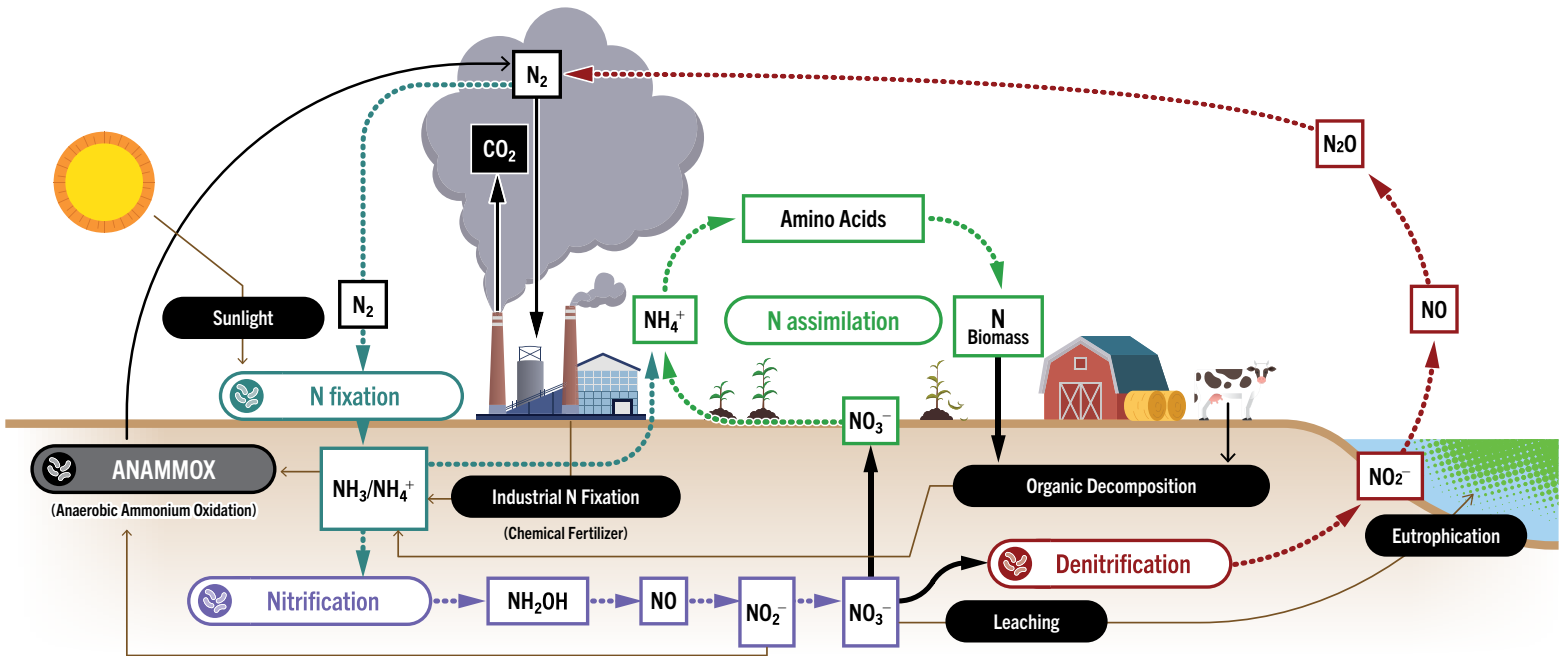 N₂
CO₂
N₂O
Amino Acids
N₂
Sunlight
NH₄⁺
N assimilation
N
Biomass
NO
N fixation
NO₃⁻
ANAMMOX
(Anaerobic Ammonium Oxidation)
NH₃/NH₄⁺
Industrial N Fixation
(Chemical Fertilizer)
Organic Decomposition
NO₂⁻
Eutrophication
Denitrification
Nitrification
NH₂OH
NO
NO₂⁻
NO₃⁻
Leaching